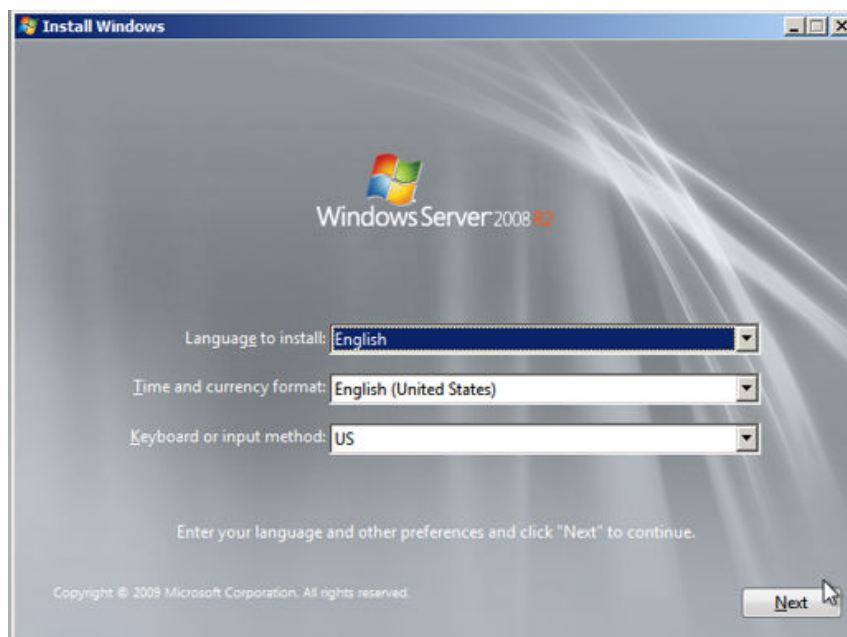 Install Windows
Windows Server 2008 R2
Language to install: English
Time and currency format: English (United States)
Keyboard or input method: US
Enter your language and other preferences and click "Next" to continue.
Copyright © 2009 Microsoft Corporation. All rights reserved.
Next